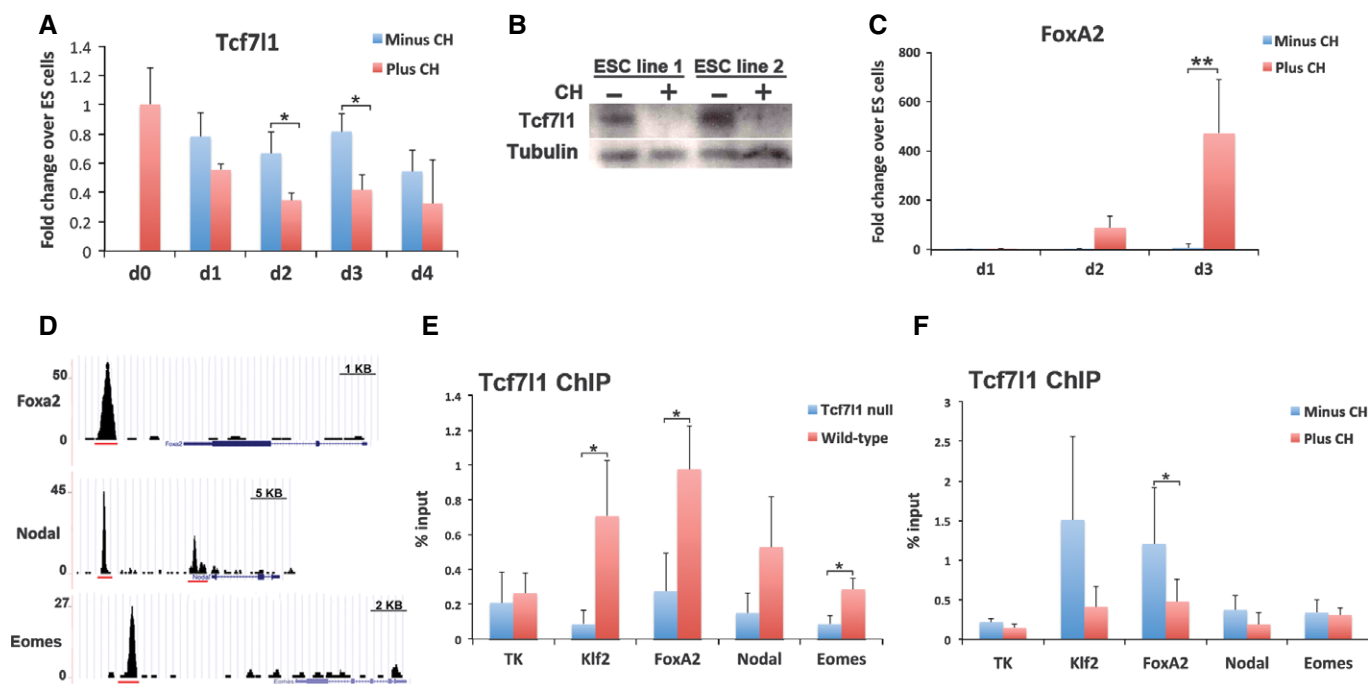 A
Tcf7l1
Minus CH
Plus CH
Fold change over ES cells
1.4
1.2
1
0.8
0.6
0.4
0.2
0
*
*
d0 d1 d2 d3 d4
B
ESC line 1 ESC line 2
CH – + – +
Tcf7l1
Tubulin
C
FoxA2
Minus CH
Plus CH
Fold change over ES cells
800
600
400
200
0
**
d1 d2 d3
D
Foxa2
50
0
1 KB
Foxa2
Nodal
45
0
5 KB
Nodal
Eomes
27
0
2 KB
Eomes
E
Tcf7l1 ChIP
Tcf7l1 null
Wild-type
% input
1.4
1.2
1
0.8
0.6
0.4
0.2
0
*
*
*
TK Klf2 FoxA2 Nodal Eomes
F
Tcf7l1 ChIP
Minus CH
Plus CH
% input
3
2.5
2
1.5
1
0.5
0
*
TK Klf2 FoxA2 Nodal Eomes